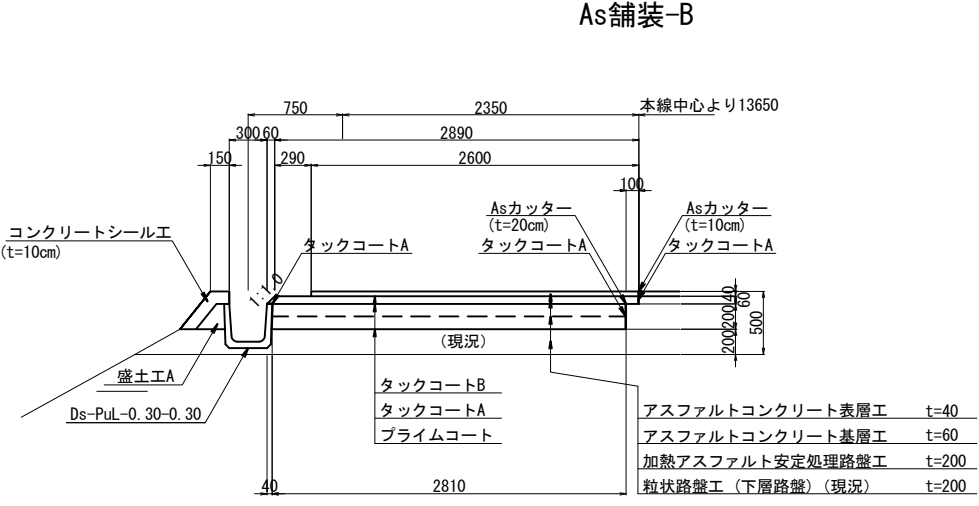 As舗装-B
750
2350
本線中心より13650
300
60
2890
150
290
2600
100
Asカッター
(t=20cm)
タックコートA
Asカッター
(t=10cm)
タックコートA
コンクリートシール工
(t=10cm)
タックコートA
1:1.0
40
60
200
200
500
(現況)
盛土工A
Ds-PuL-0.30-0.30
タックコートB
タックコートA
プライムコート
アスファルトコンクリート表層工 t=40
アスファルトコンクリート基層工 t=60
加熱アスファルト安定処理路盤工 t=200
粒状路盤工（下層路盤）(現況) t=200
40
2810